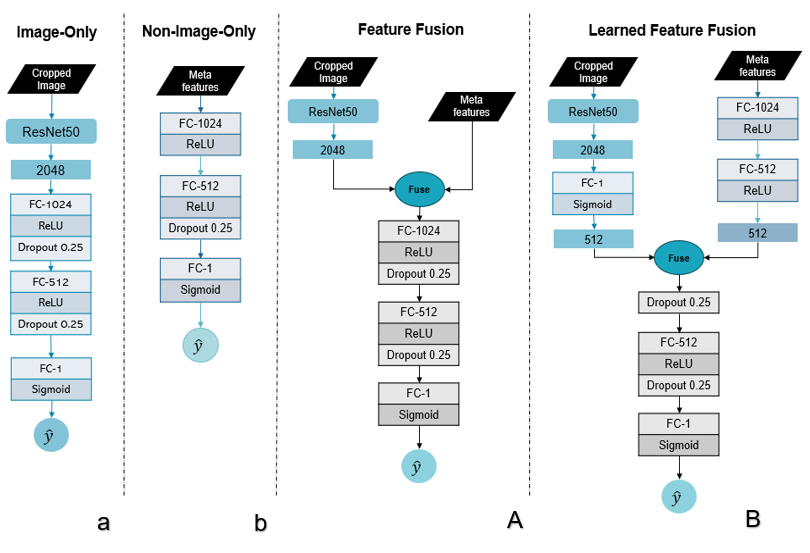 Image-Only
Cropped
Image
ResNet50
2048
FC-1024
ReLU
Dropout 0.25
FC-512
ReLU
Dropout 0.25
FC-1
Sigmoid
ŷ
a
Non-Image-Only
Meta
features
FC-1024
ReLU
FC-512
ReLU
Dropout 0.25
FC-1
Sigmoid
ŷ
b
Feature Fusion
Cropped
Image
ResNet50
2048
Meta
features
Fuse
FC-1024
ReLU
Dropout 0.25
FC-512
ReLU
Dropout 0.25
FC-1
Sigmoid
ŷ
A
Learned Feature Fusion
Cropped
Image
ResNet50
2048
FC-1
Sigmoid
512
Meta
features
FC-1024
ReLU
FC-512
ReLU
512
Fuse
Dropout 0.25
FC-512
ReLU
Dropout 0.25
FC-1
Sigmoid
ŷ
B